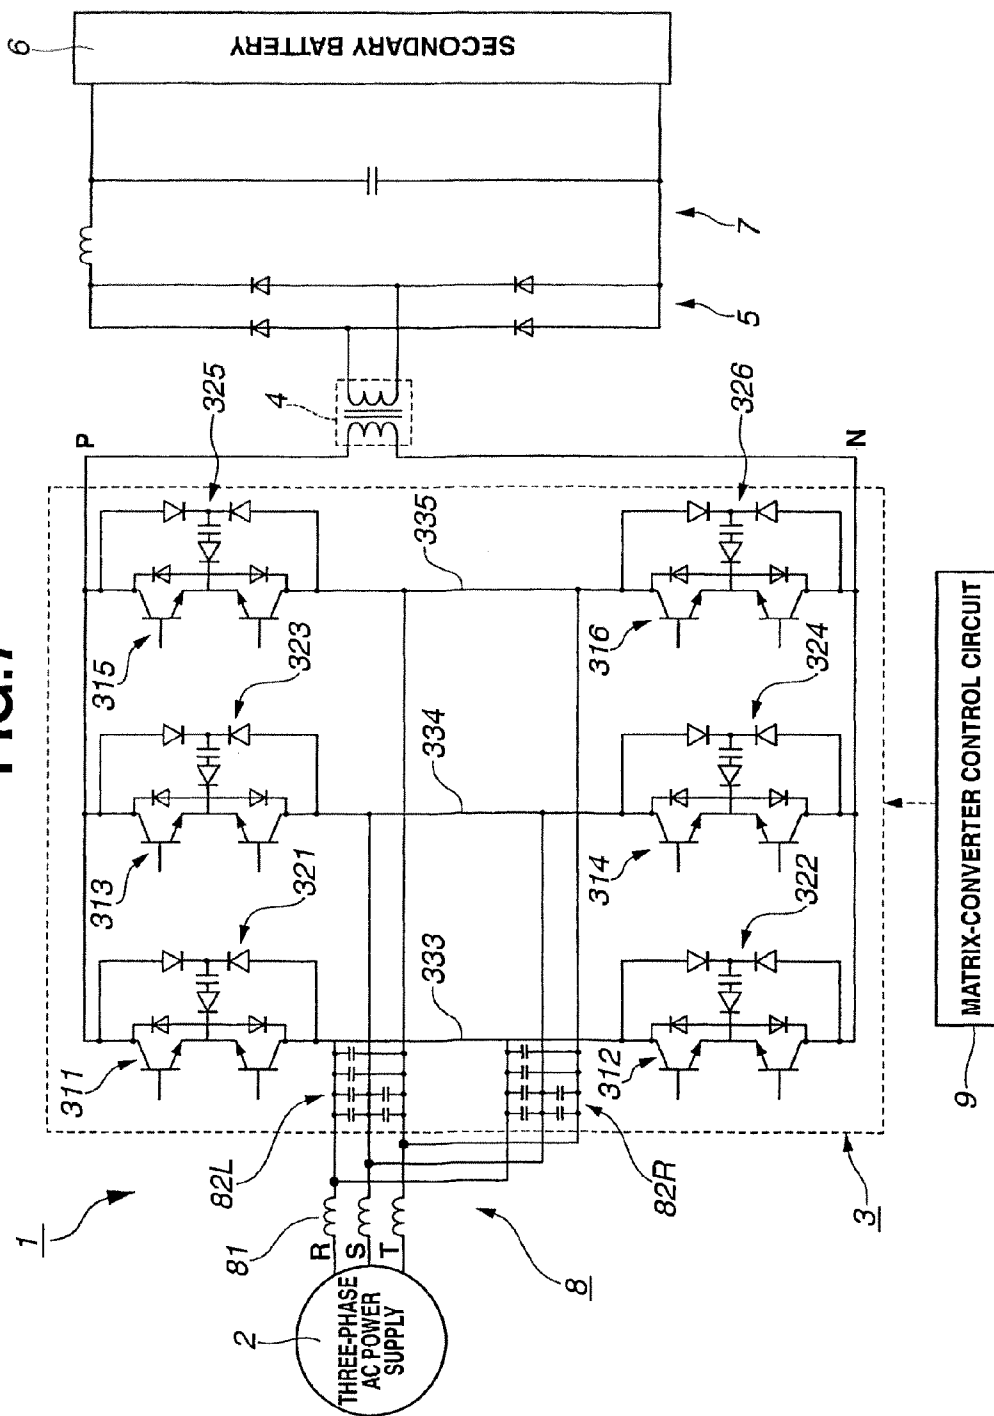 FIG.7
1
2
THREE-PHASE
AC POWER
SUPPLY
R
S
T
81
82L
82R
8
3
311
321
313
323
315
325
P
4
333
334
335
312
322
314
324
316
326
N
5
7
6
SECONDARY BATTERY
9
MATRIX-CONVERTER CONTROL CIRCUIT